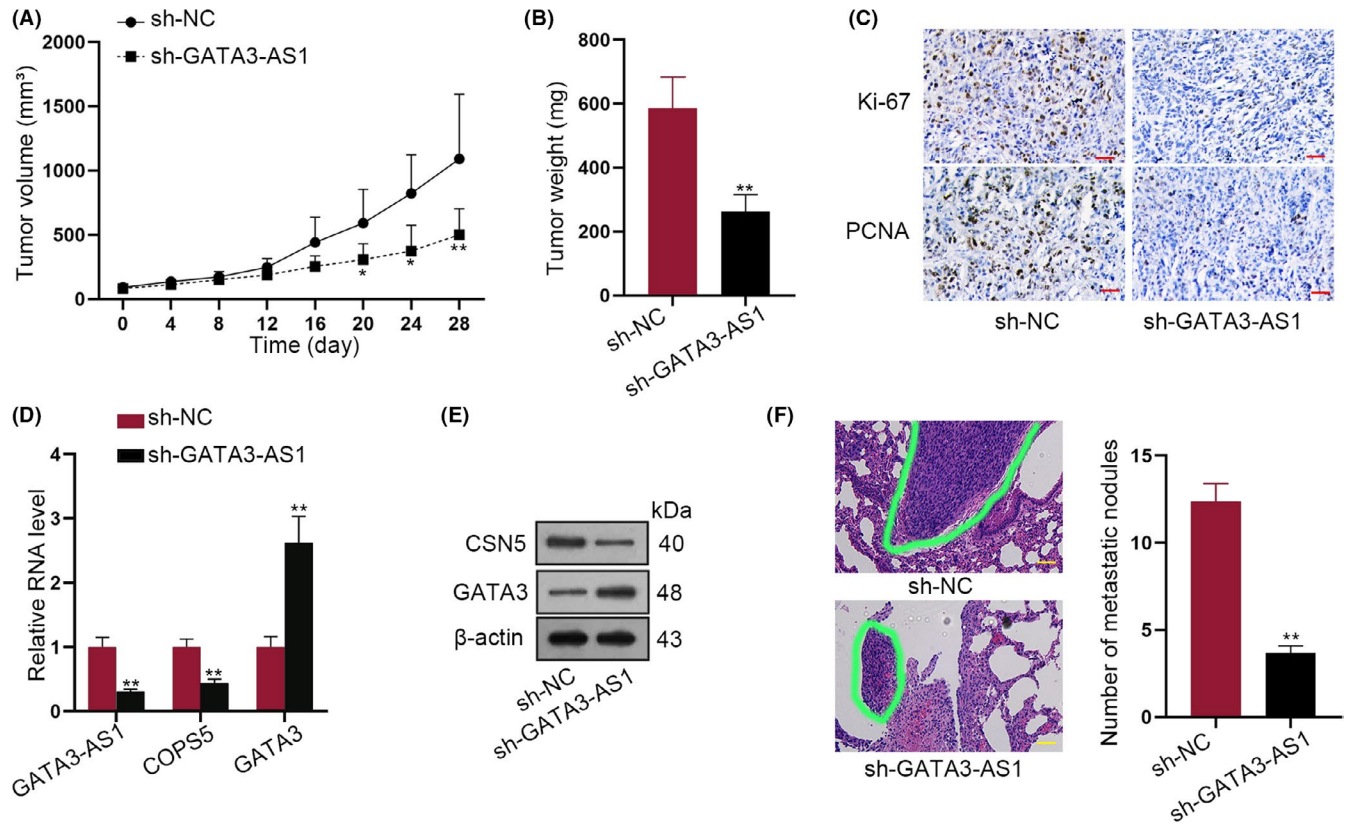 (A)
sh-NC
sh-GATA3-AS1
Tumor volume (mm³)
2000
1500
1000
500
0
0 4 8 12 16 20 24 28
* * **
Time (day)
(B)
Tumor weight (mg)
800
600
400
200
0
**
sh-NC
sh-GATA3-AS1
(C)
Ki-67
PCNA
sh-NC sh-GATA3-AS1
(D)
sh-NC
sh-GATA3-AS1
Relative RNA level
4
3
2
1
0
** ** **
GATA3-AS1 COPS5 GATA3
(E)
kDa
CSN5 40
GATA3 48
β-actin 43
sh-NC
sh-GATA3-AS1
(F)
sh-NC
sh-GATA3-AS1
Number of metastatic nodules
15
10
5
0
**
sh-NC
sh-GATA3-AS1